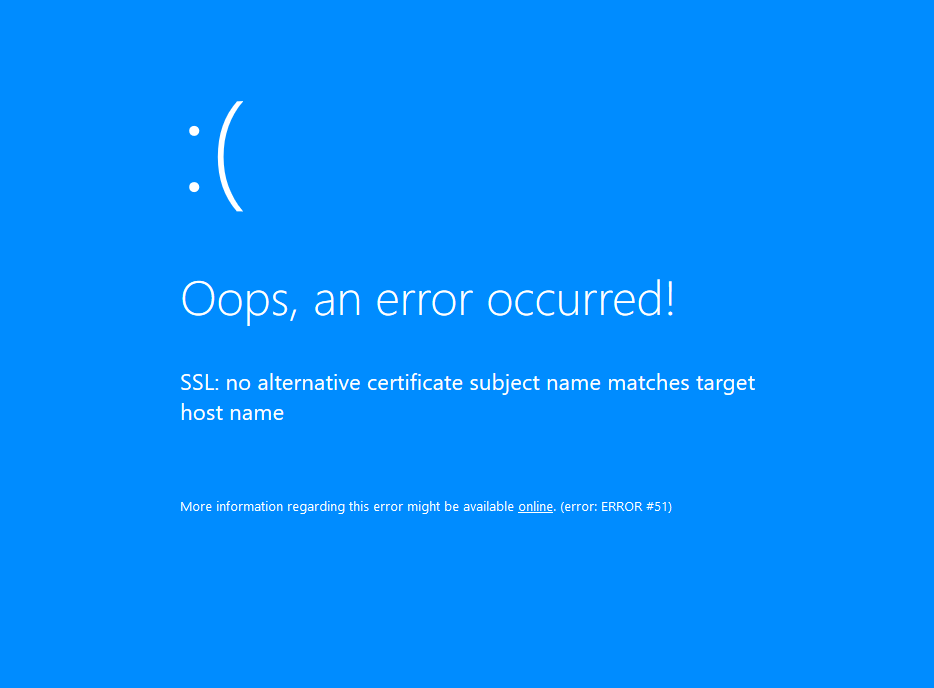 :(
Oops, an error occurred!
SSL: no alternative certificate subject name matches target
host name
More information regarding this error might be available online. (error: ERROR #51)